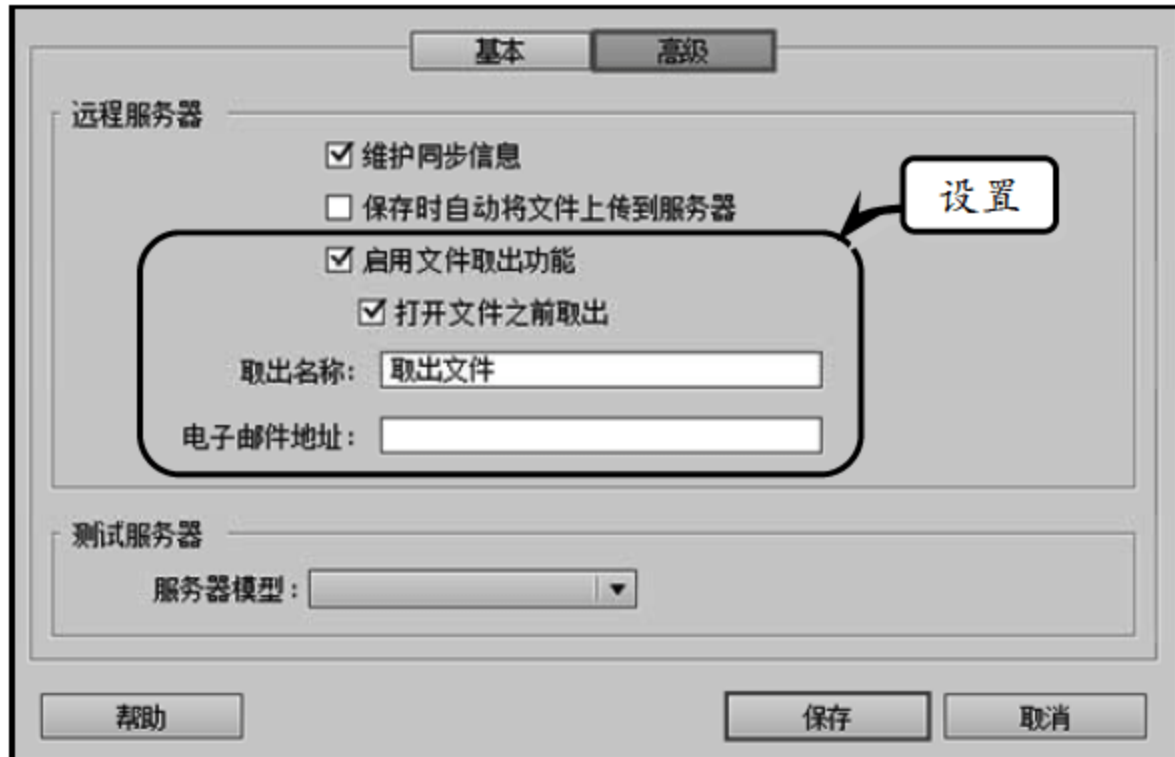 基本 高级
远程服务器
维护同步信息
保存时自动将文件上传到服务器
设置
启用文件取出功能
打开文件之前取出
取出名称: 取出文件
电子邮件地址:
测试服务器
服务器模型:
帮助 保存 取消